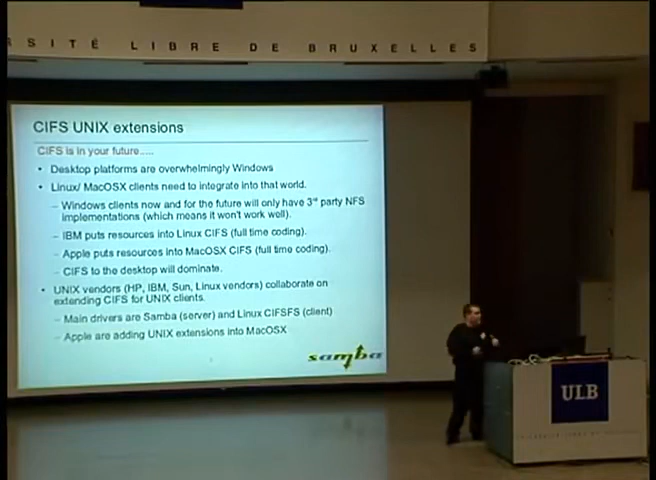 SITÉ LIBRE DE BRUXELLES
CIFS UNIX extensions
CIFS is in your future.....
• Desktop platforms are overwhelmingly Windows
• Linux/ MacOSX clients need to integrate into that world.
– Windows clients now and for the future will only have 3rd party NFS
implementations (which means it won't work well).
– IBM puts resources into Linux CIFS (full time coding).
– Apple puts resources into MacOSX CIFS (full time coding).
– CIFS to the desktop will dominate.
• UNIX vendors (HP, IBM, Sun, Linux vendors) collaborate on
extending CIFS for UNIX clients.
– Main drivers are Samba (server) and Linux CIFSFS (client)
– Apple are adding UNIX extensions into MacOSX
samba
ULB